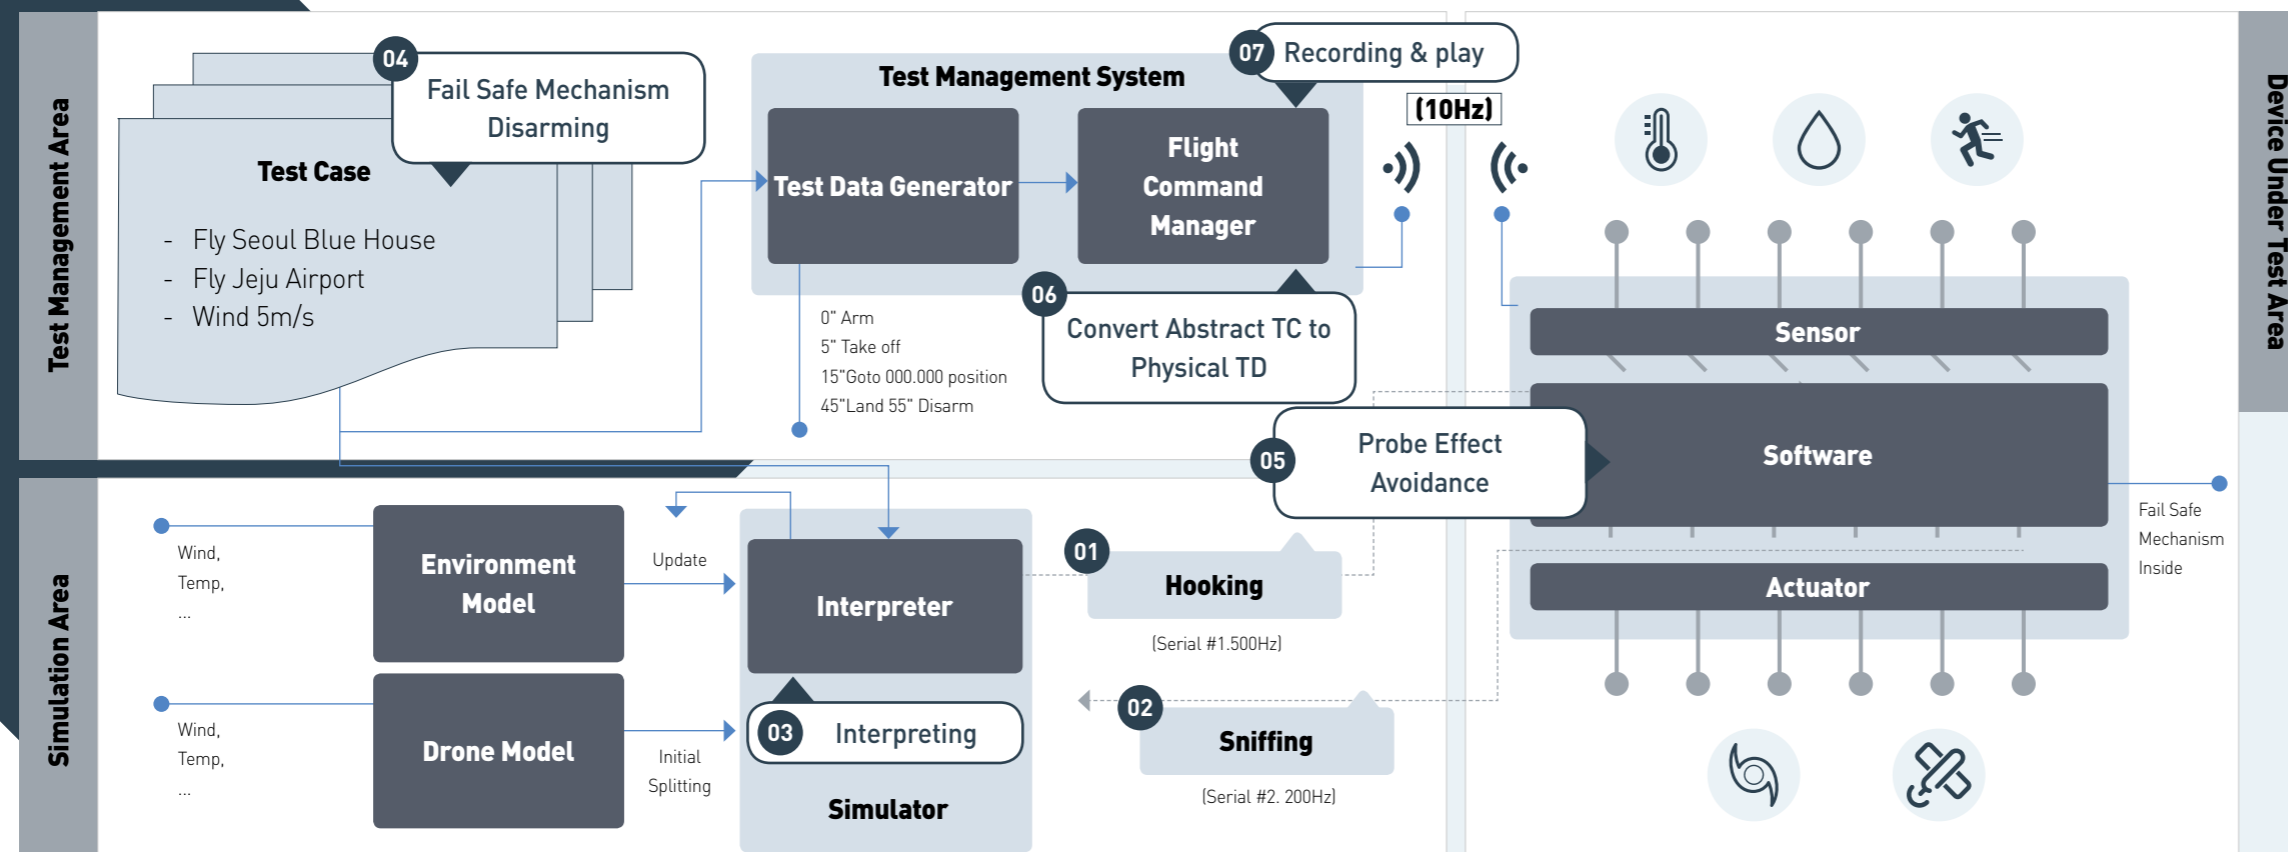 Test Management Area
04
Fail Safe Mechanism
Disarming
Test Case
- Fly Seoul Blue House
- Fly Jeju Airport
- Wind 5m/s
Test Management System
Test Data Generator
Flight
Command
Manager
07
Recording & play
(10Hz)
0" Arm
5" Take off
15"Goto 000.000 position
45"Land 55" Disarm
06
Convert Abstract TC to
Physical TD
Device Under Test Area
Sensor
Software
Actuator
05
Probe Effect
Avoidance
Fail Safe
Mechanism
Inside
Simulation Area
Wind,
Temp,
...
Environment
Model
Update
Wind,
Temp,
...
Drone Model
Initial
Splitting
Interpreter
03
Interpreting
Simulator
01
Hooking
(Serial #1.500Hz)
02
Sniffing
(Serial #2. 200Hz)